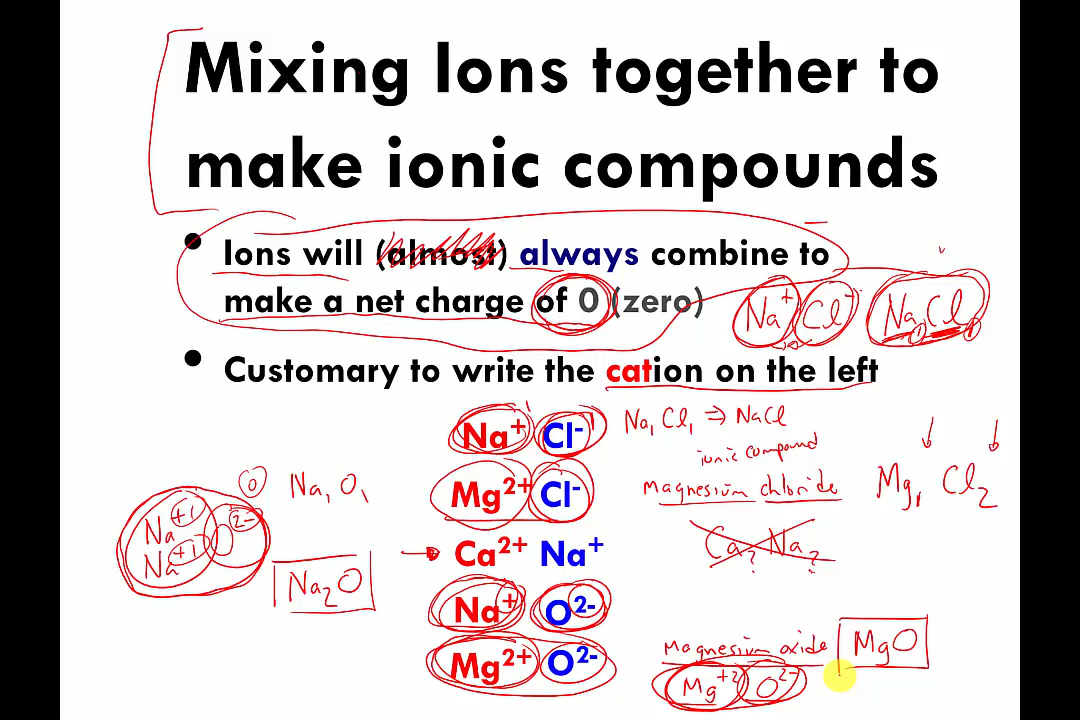 Mixing Ions together to
make ionic compounds
• Ions will (almost) always combine to
make a net charge of 0 (zero)
Na+ Cl- NaCl
• Customary to write the cation on the left
Na+ Cl-
1 1
Na1 Cl1 ⇒ NaCl
ionic compound
Mg2+ Cl-
magnesium chloride
Mg1 Cl2
0
Na1 O1
Na+1 O2-
Na+1
Na2O
Ca2+ Na+
Ca? Na?
Na+ O2-
Mg2+ O2-
magnesium oxide
MgO
Mg+2 O2-